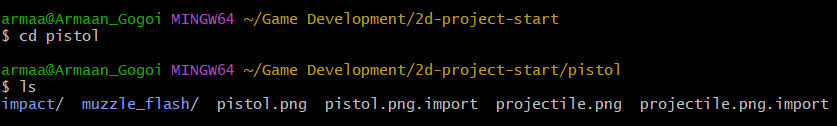 armaa@Armaan_Gogoi MINGW64 ~/Game Development/2d-project-start
$ cd pistol
armaa@Armaan_Gogoi MINGW64 ~/Game Development/2d-project-start/pistol
$ ls
impact/  muzzle_flash/  pistol.png  pistol.png.import  projectile.png  projectile.png.import